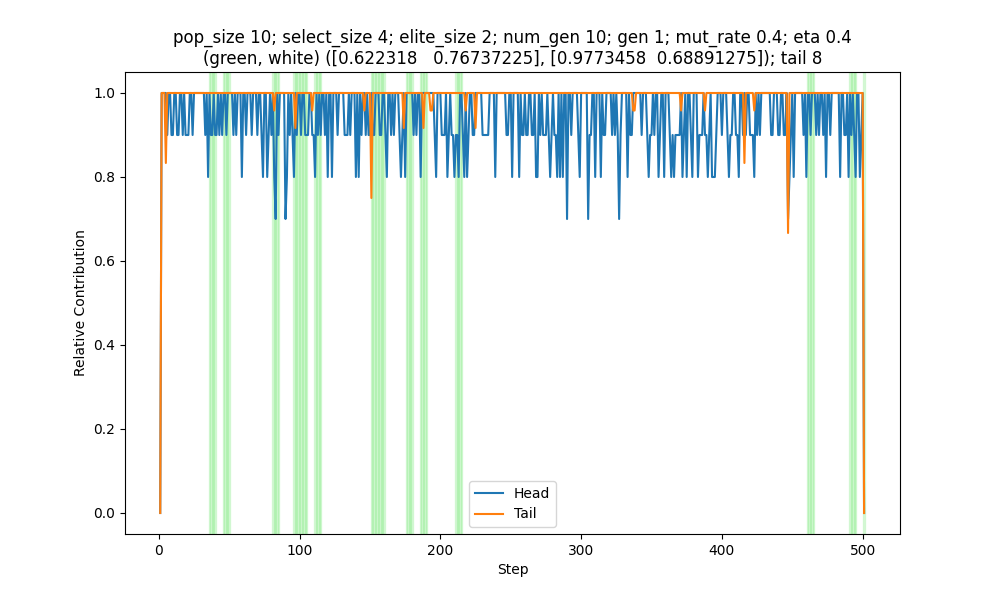 pop_size 10; select_size 4; elite_size 2; num_gen 10; gen 1; mut_rate 0.4; eta 0.4
(green, white) ([0.622318   0.76737225], [0.9773458  0.68891275]); tail 8
1.0
0.8
0.6
0.4
0.2
0.0
Relative Contribution
Head
Tail
0
100
200
300
400
500
Step